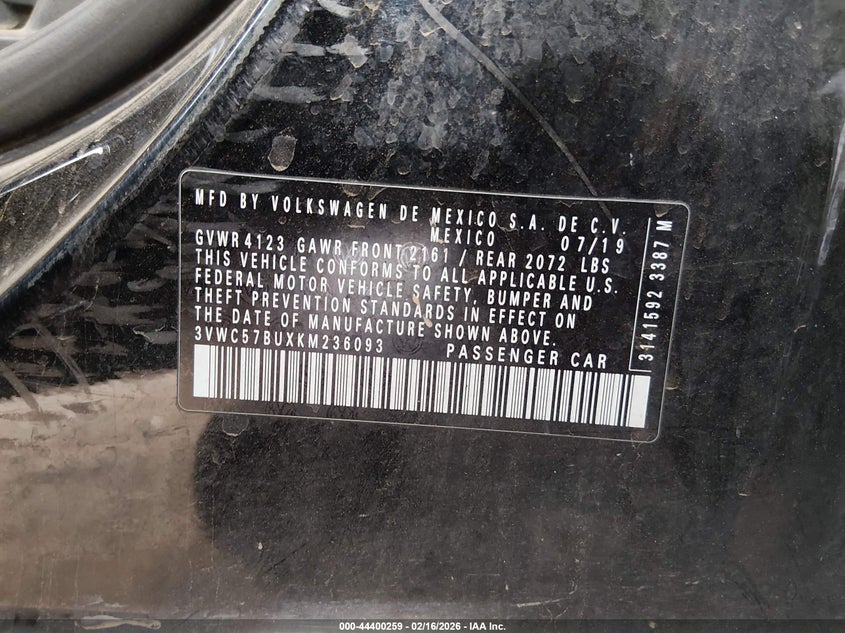 MFD BY VOLKSWAGEN DE MEXICO S.A. DE C.V.
MEXICO 07/19
GVWR 4123 GAWR FRONT 2161 / REAR 2072 LBS
THIS VEHICLE CONFORMS TO ALL APPLICABLE U.S.
FEDERAL MOTOR VEHICLE SAFETY, BUMPER AND
THEFT PREVENTION STANDARDS IN EFFECT ON
THE DATE OF MANUFACTURE SHOWN ABOVE.
3VWC57BUXKM236093 PASSENGER CAR
3141592 3387 M
000-44400259 - 02/16/2026 - IAA Inc.